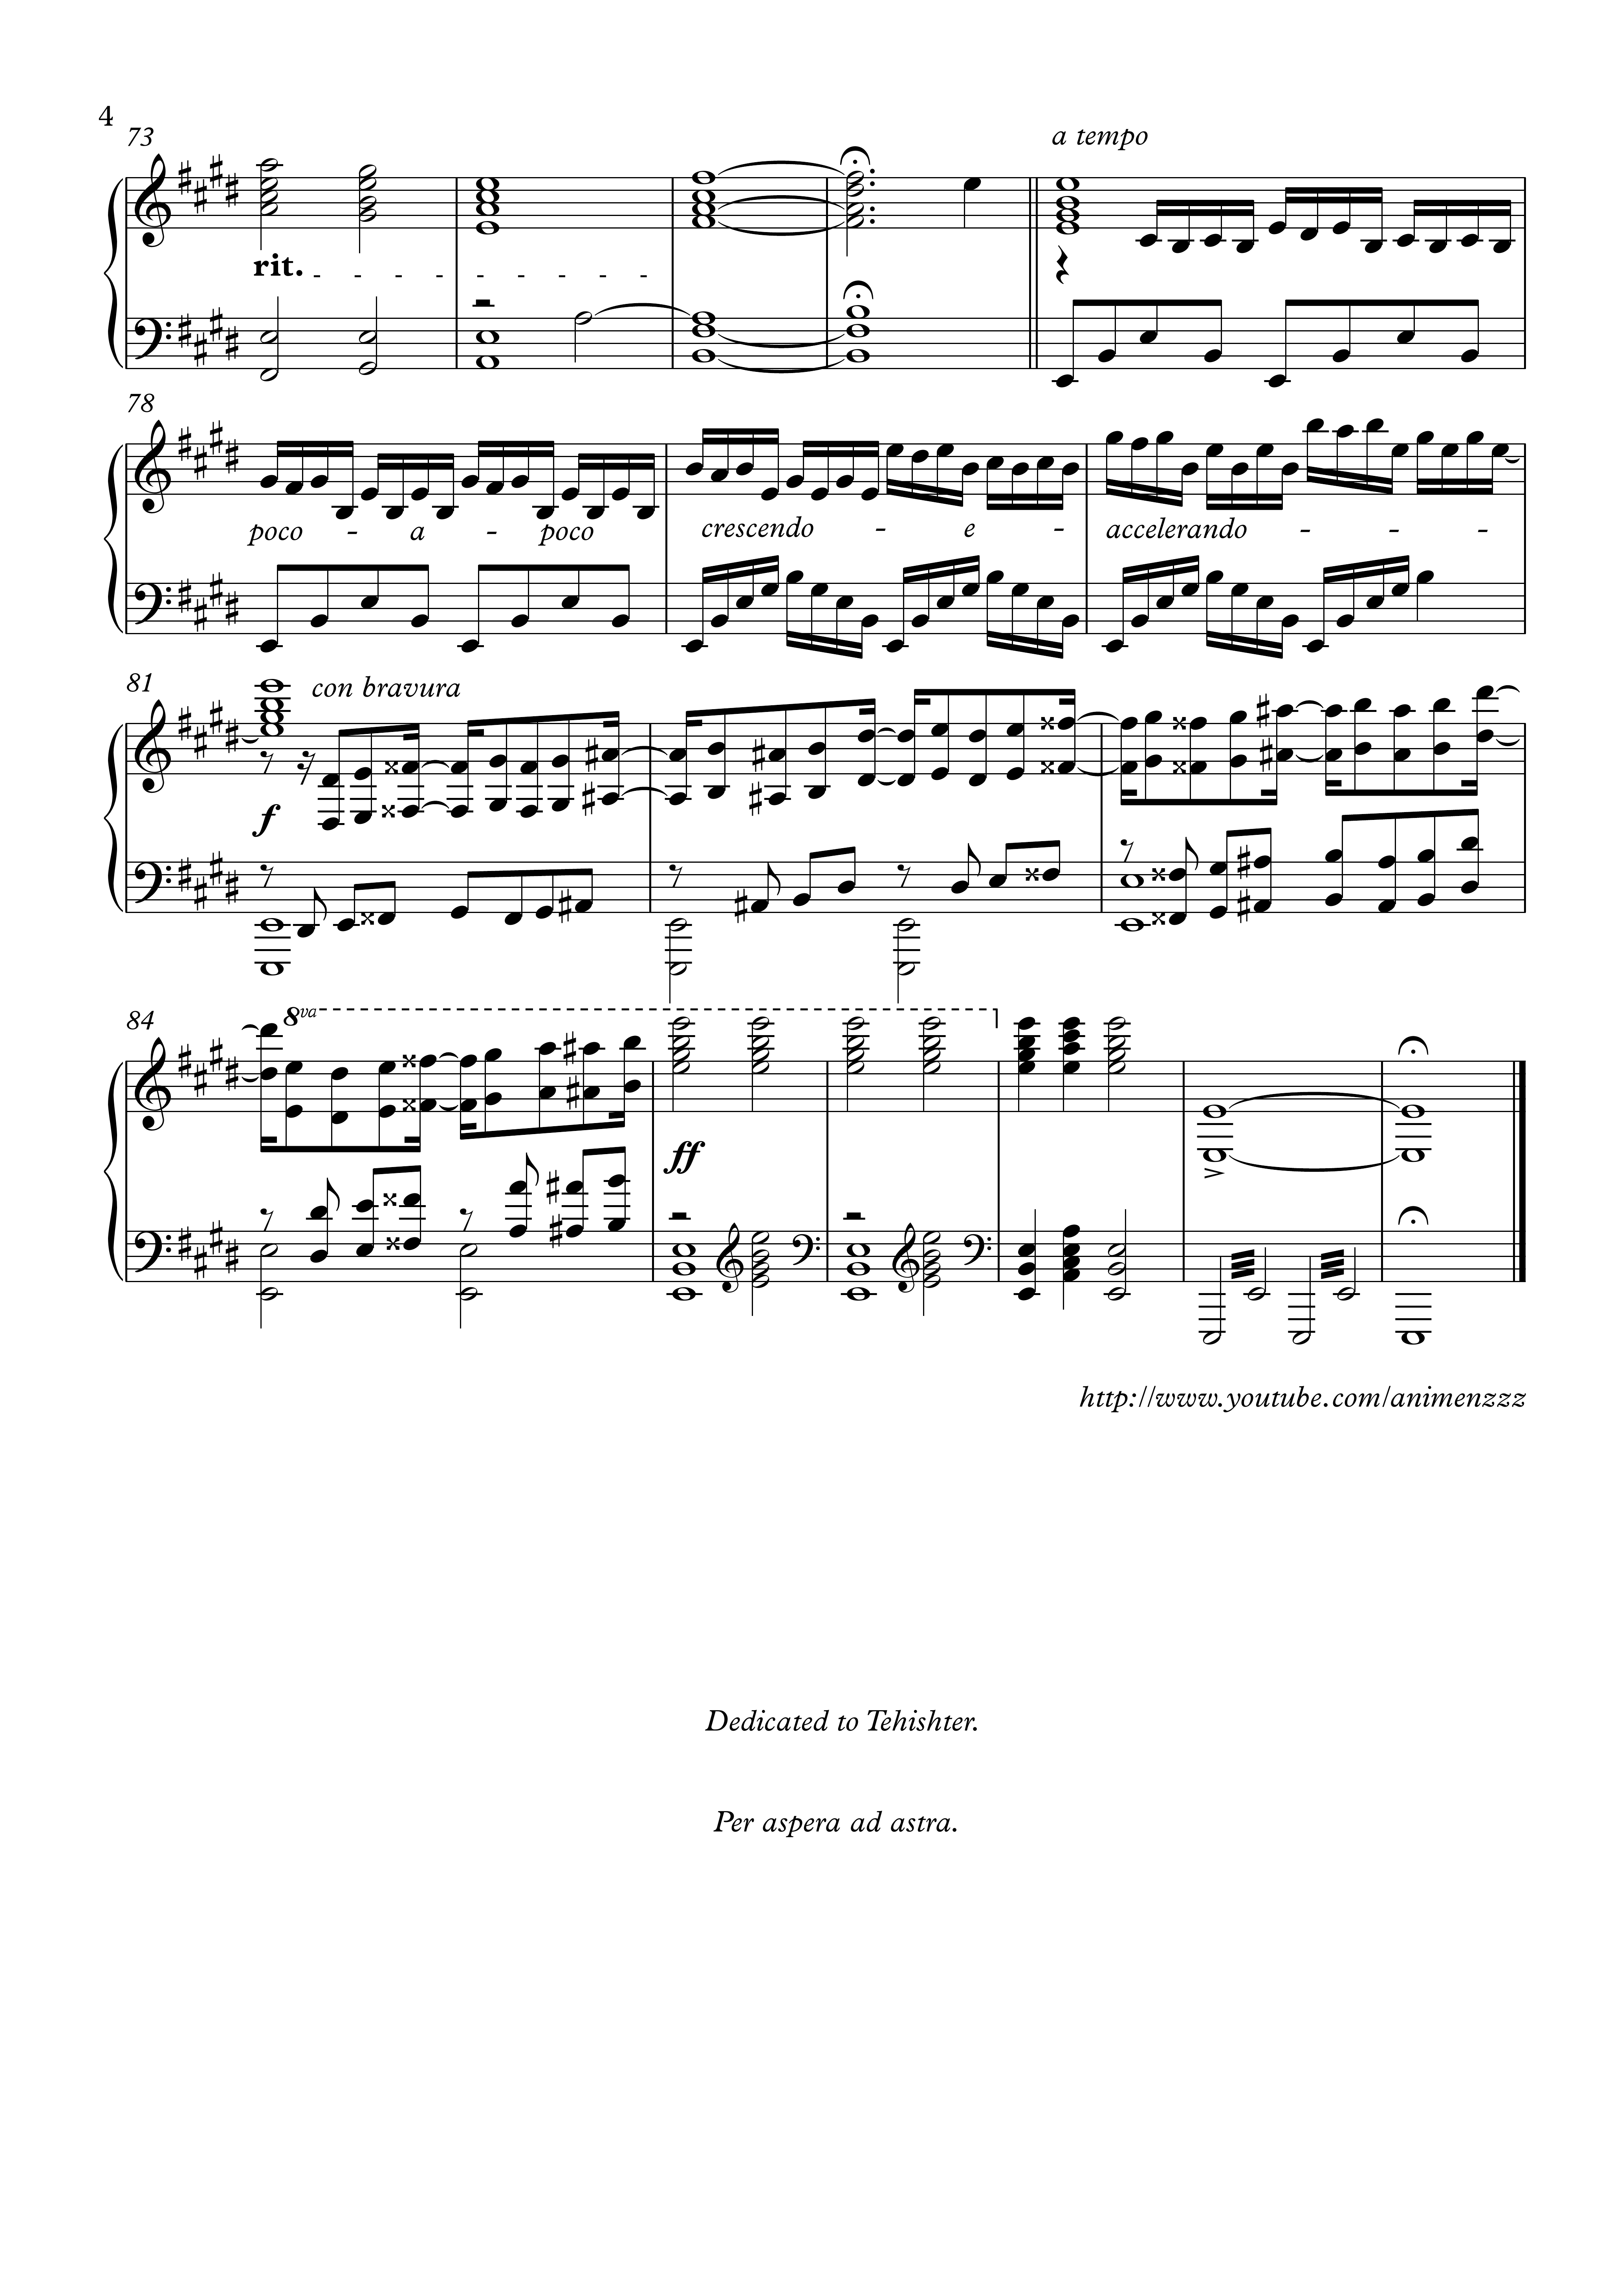 4
73
a tempo
rit. - - - - - - - - -
78
poco - a - poco crescendo - e - accelerando - - -
81
con bravura
f
84
8va
ff
http://www.youtube.com/animenzzz
Dedicated to Tehishter.
Per aspera ad astra.